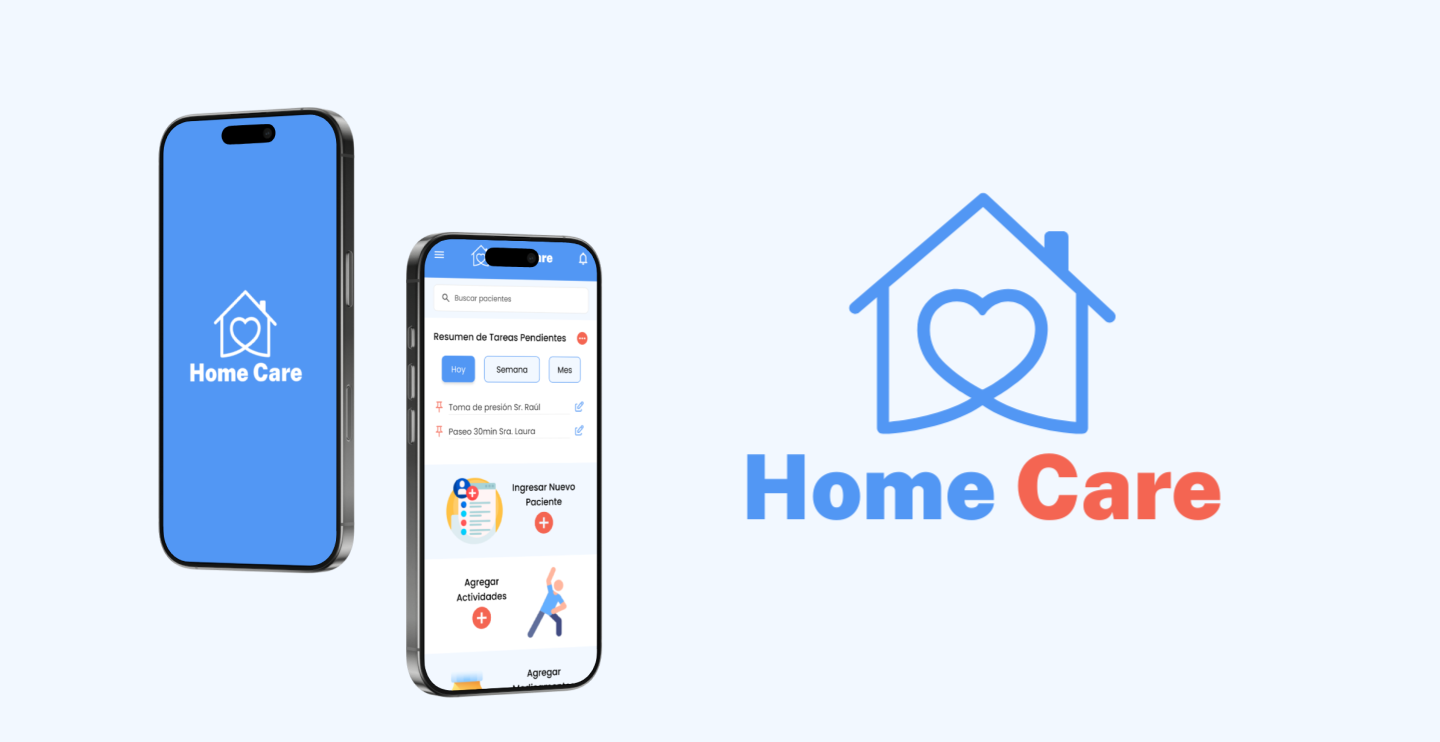 Home Care
Buscar pacientes
Resumen de Tareas Pendientes
Hoy
Semana
Mes
Toma de presión Sr. Raúl
Paseo 30min Sra. Laura
Ingresar Nuevo
Paciente
Agregar
Actividades
Agregar
Home Care